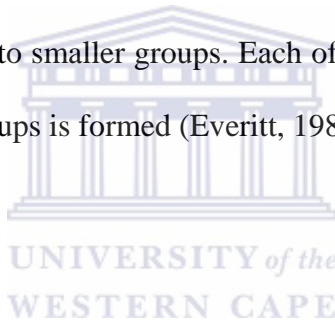 to smaller groups. Each of
ups is formed (Everitt, 198
UNIVERSITY of the
WESTERN CAPE